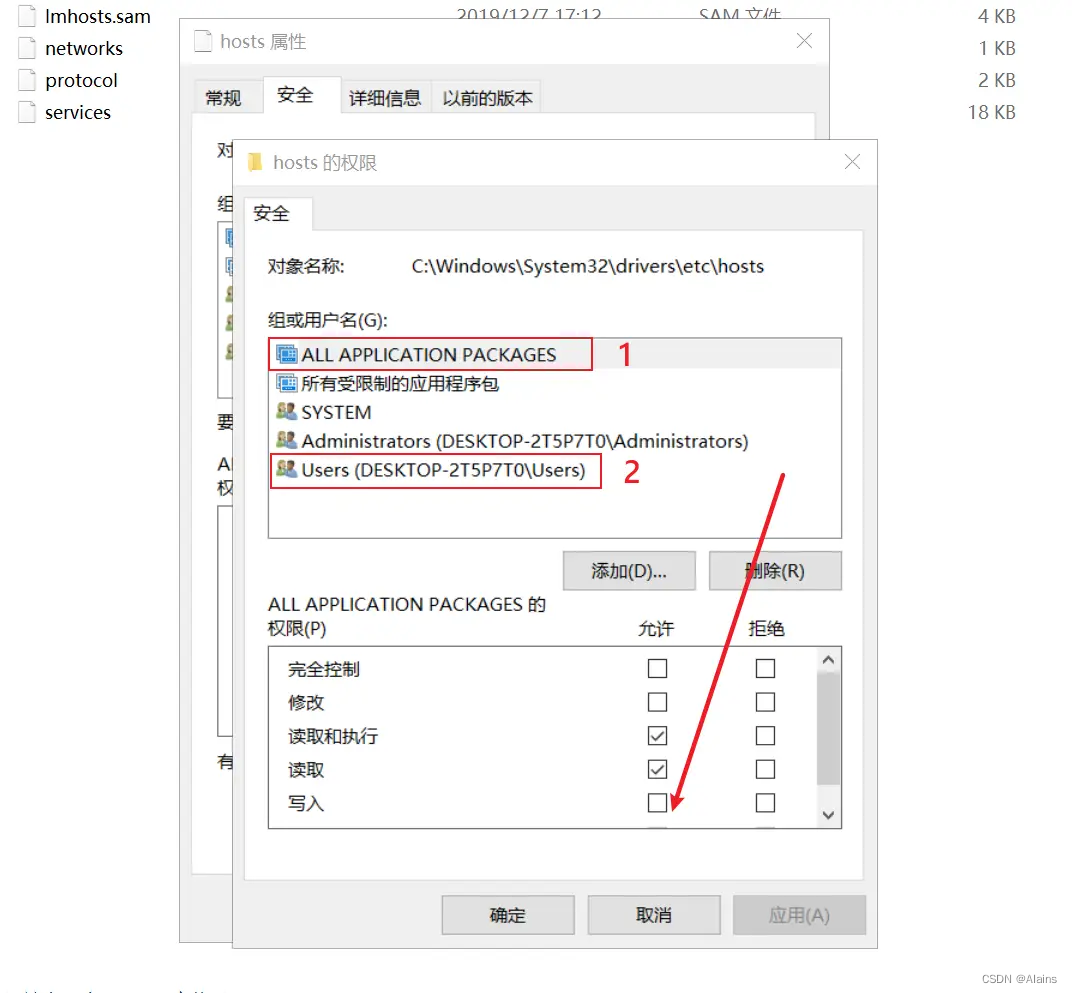 lmhosts.sam 2019/12/7 17:12 SAM 文件 4 KB
networks 1 KB
protocol 2 KB
services 18 KB
hosts 属性
常规 安全 详细信息 以前的版本
对
组
要
权
有
hosts 的权限
安全
对象名称: C:\Windows\System32\drivers\etc\hosts
组或用户名(G):
ALL APPLICATION PACKAGES 1
所有受限制的应用程序包
SYSTEM
Administrators (DESKTOP-2T5P7T0\Administrators)
Users (DESKTOP-2T5P7T0\Users) 2
添加(D)... 删除(R)
ALL APPLICATION PACKAGES 的
权限(P) 允许 拒绝
完全控制
修改
读取和执行
读取
写入
确定 取消 应用(A)
CSDN @Alains